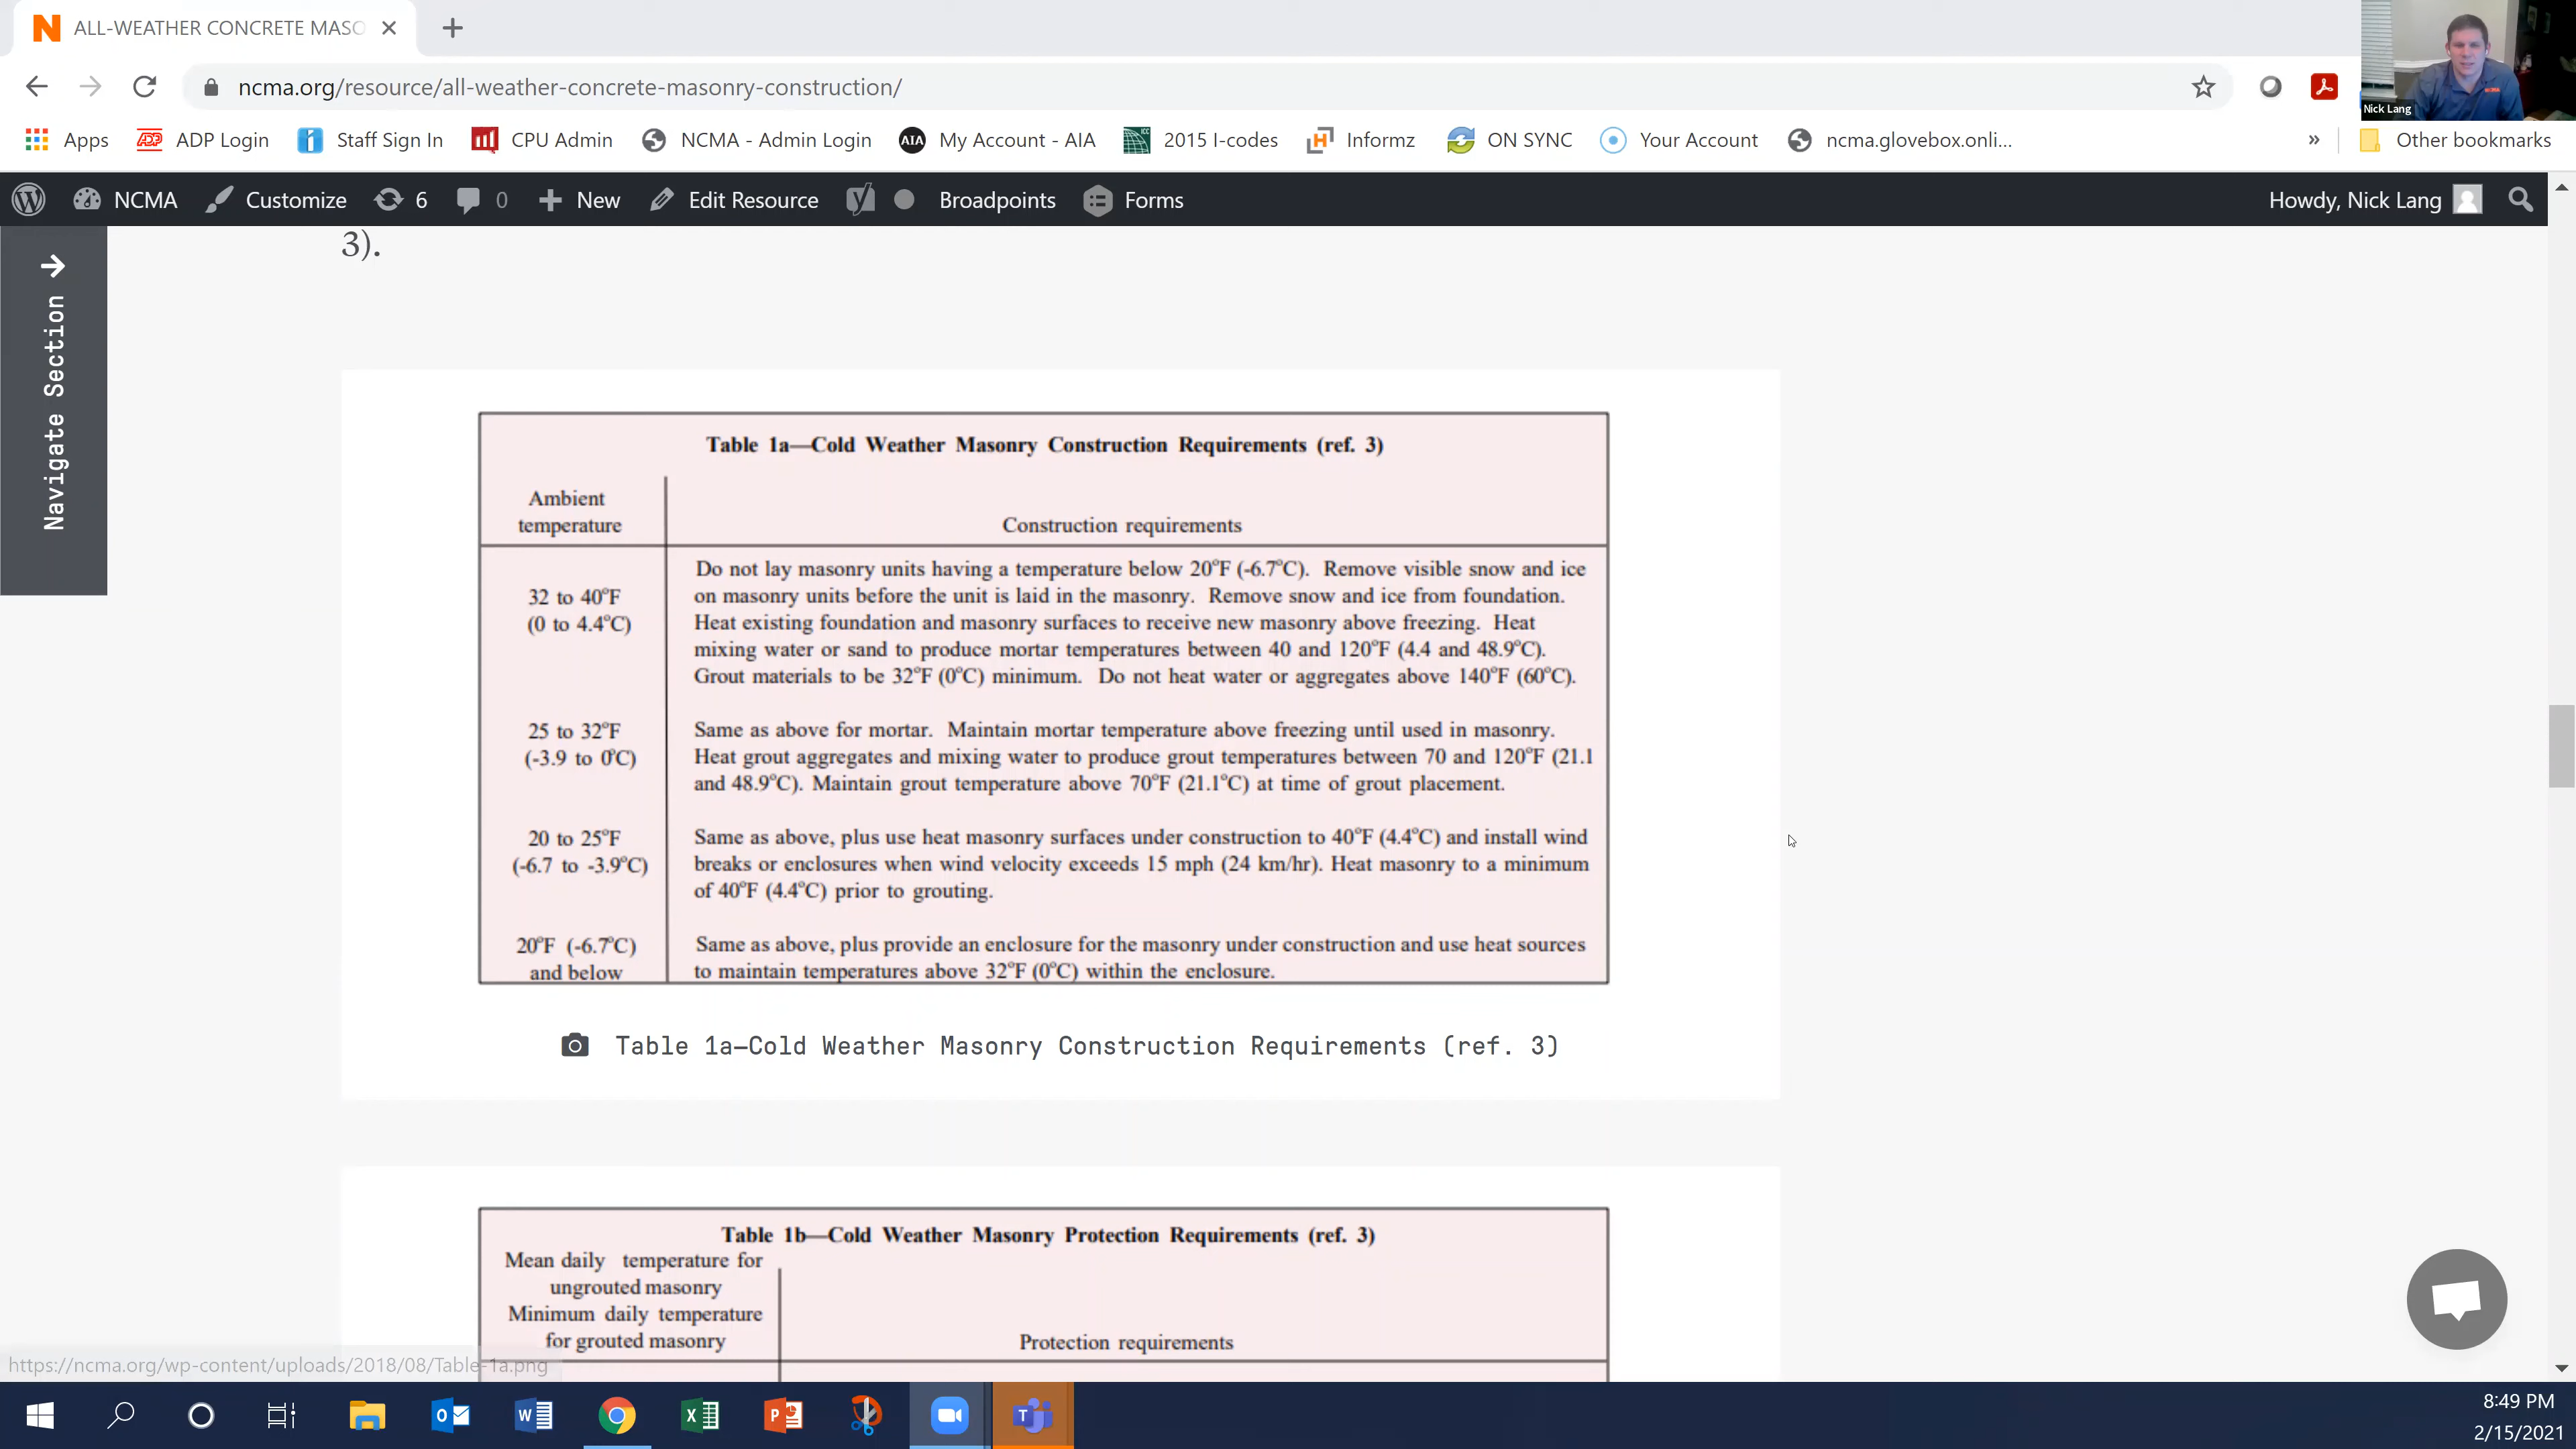 ALL-WEATHER CONCRETE MASO
ncma.org/resource/all-weather-concrete-masonry-construction/
Nick Lang
Apps ADP Login Staff Sign In CPU Admin NCMA - Admin Login AIA My Account - AIA ICC 2015 I-codes Informz ON SYNC Your Account ncma.glovebox.onli... » Other bookmarks
NCMA Customize 6 0 New Edit Resource Broadpoints Forms Howdy, Nick Lang
Navigate Section
3).
Table 1a—Cold Weather Masonry Construction Requirements (ref. 3)
Ambient
temperature
Construction requirements
32 to 40°F
(0 to 4.4°C)
Do not lay masonry units having a temperature below 20°F (-6.7°C). Remove visible snow and ice
on masonry units before the unit is laid in the masonry. Remove snow and ice from foundation.
Heat existing foundation and masonry surfaces to receive new masonry above freezing. Heat
mixing water or sand to produce mortar temperatures between 40 and 120°F (4.4 and 48.9°C).
Grout materials to be 32°F (0°C) minimum. Do not heat water or aggregates above 140°F (60°C).
25 to 32°F
(-3.9 to 0°C)
Same as above for mortar. Maintain mortar temperature above freezing until used in masonry.
Heat grout aggregates and mixing water to produce grout temperatures between 70 and 120°F (21.1
and 48.9°C). Maintain grout temperature above 70°F (21.1°C) at time of grout placement.
20 to 25°F
(-6.7 to -3.9°C)
Same as above, plus use heat masonry surfaces under construction to 40°F (4.4°C) and install wind
breaks or enclosures when wind velocity exceeds 15 mph (24 km/hr). Heat masonry to a minimum
of 40°F (4.4°C) prior to grouting.
20°F (-6.7°C)
and below
Same as above, plus provide an enclosure for the masonry under construction and use heat sources
to maintain temperatures above 32°F (0°C) within the enclosure.
Table 1a—Cold Weather Masonry Construction Requirements (ref. 3)
Table 1b—Cold Weather Masonry Protection Requirements (ref. 3)
Mean daily temperature for
ungrouted masonry
Minimum daily temperature
for grouted masonry
Protection requirements
https://ncma.org/wp-content/uploads/2018/08/Table-1a.png
8:49 PM
2/15/2021